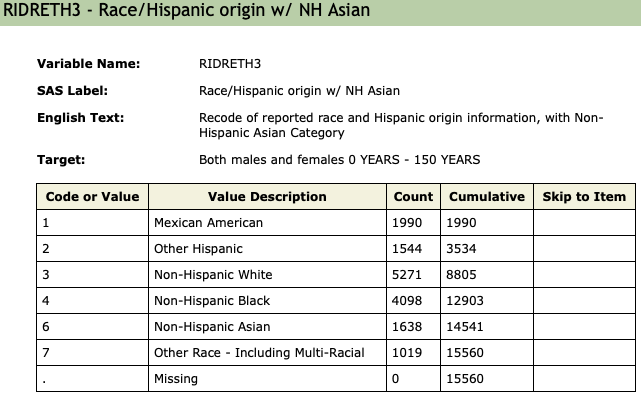 RIDRETH3 - Race/Hispanic origin w/ NH Asian
Variable Name: RIDRETH3
SAS Label: Race/Hispanic origin w/ NH Asian
English Text: Recode of reported race and Hispanic origin information, with Non-
Hispanic Asian Category
Target: Both males and females 0 YEARS - 150 YEARS
Code or Value Value Description Count Cumulative Skip to Item
1 Mexican American 1990 1990
2 Other Hispanic 1544 3534
3 Non-Hispanic White 5271 8805
4 Non-Hispanic Black 4098 12903
6 Non-Hispanic Asian 1638 14541
7 Other Race - Including Multi-Racial 1019 15560
. Missing 0 15560